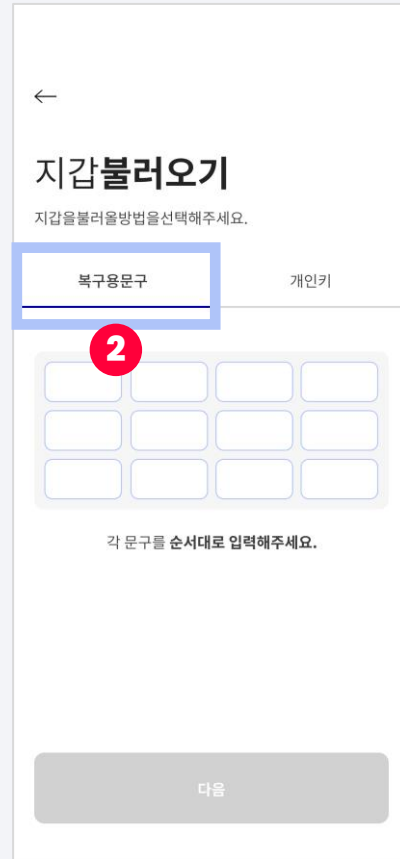 지갑불러오기
지갑을불러올방법을선택해주세요.
복구용문구 개인키
2
각 문구를 순서대로 입력해주세요.
다음